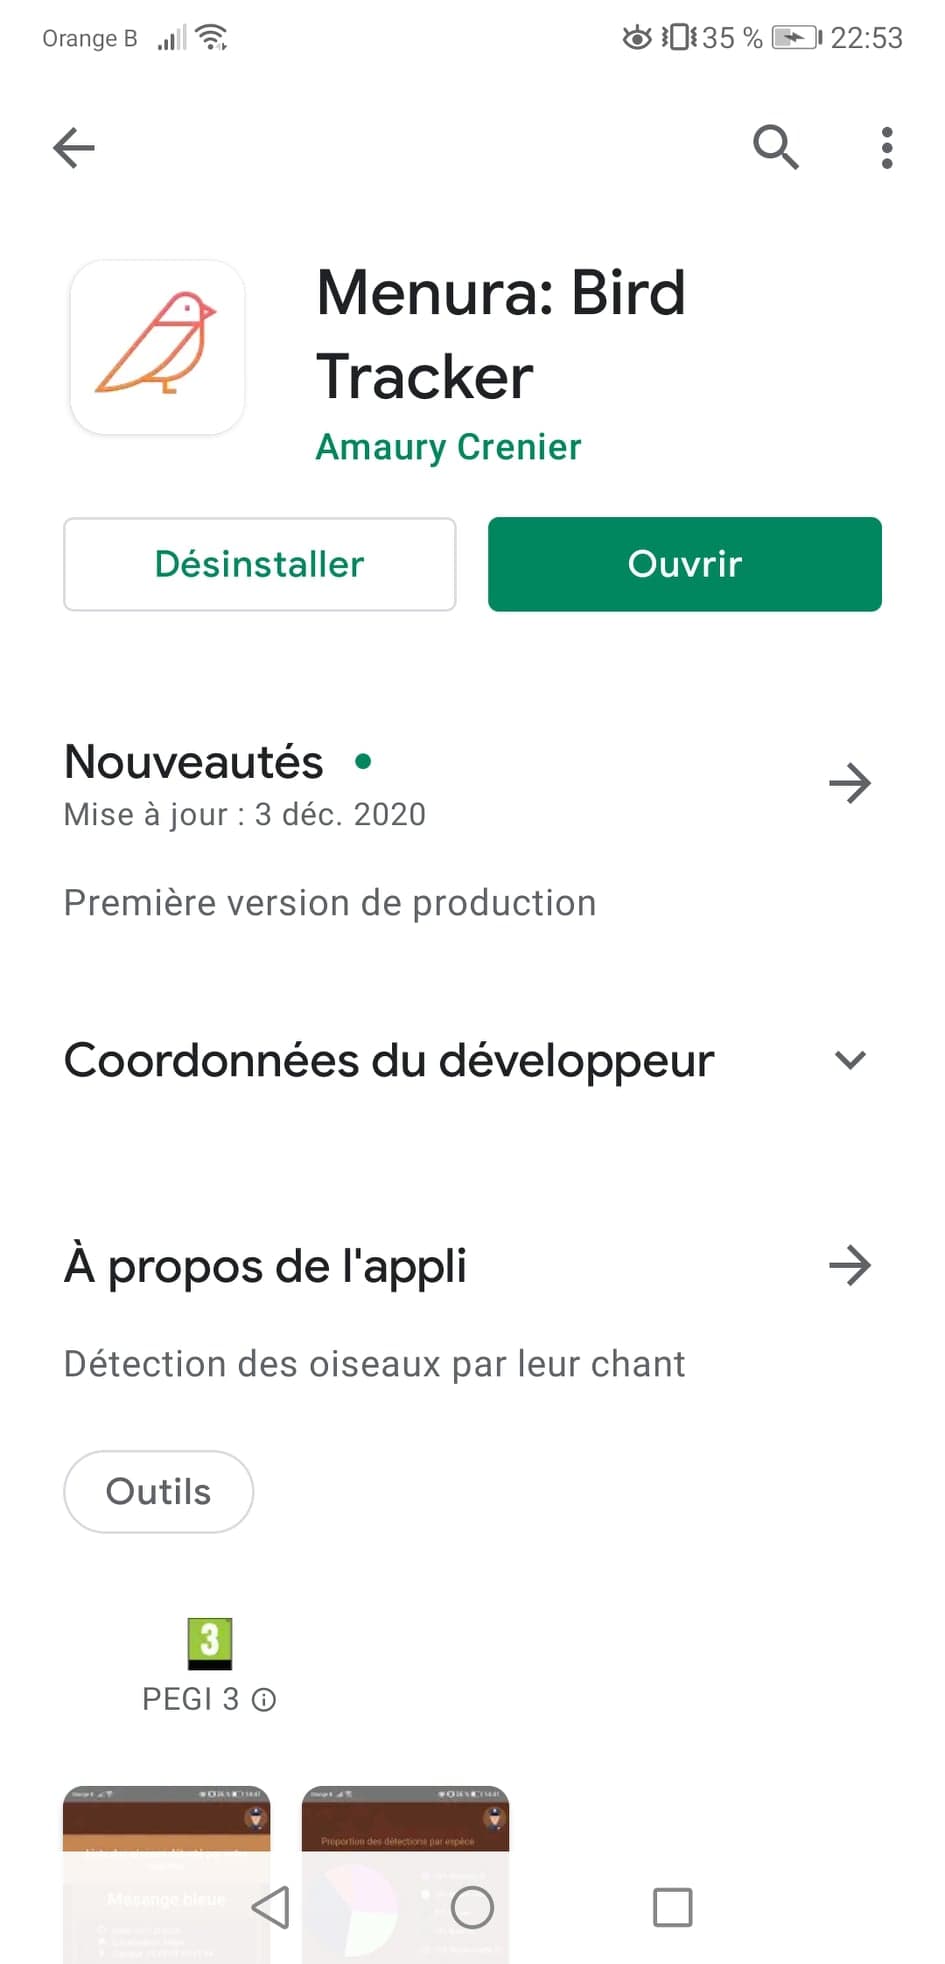 Orange B 35 % 22:53
Menura: Bird
Tracker
Amaury Crenier
Désinstaller
Ouvrir
Nouveautés
Mise à jour : 3 déc. 2020
Première version de production
Coordonnées du développeur
À propos de l'appli
Détection des oiseaux par leur chant
Outils
3
PEGI 3
Proportion des détections par espèce
Mésange bleue